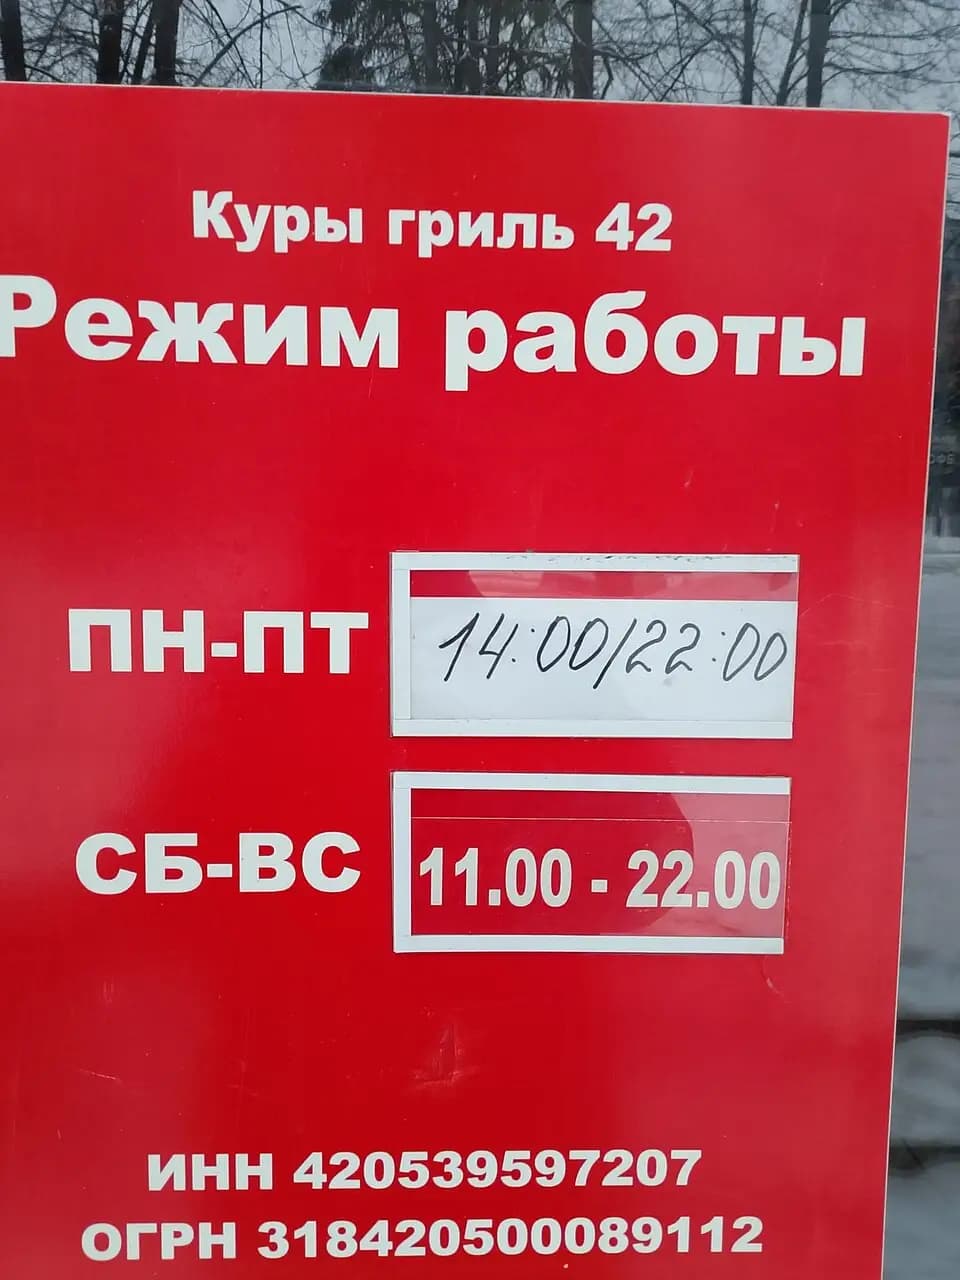 Куры гриль 42
Режим работы
ПН-ПТ 14:00/22:00
СБ-ВС 11.00 - 22.00
ИНН 420539597207
ОГРН 318420500089112